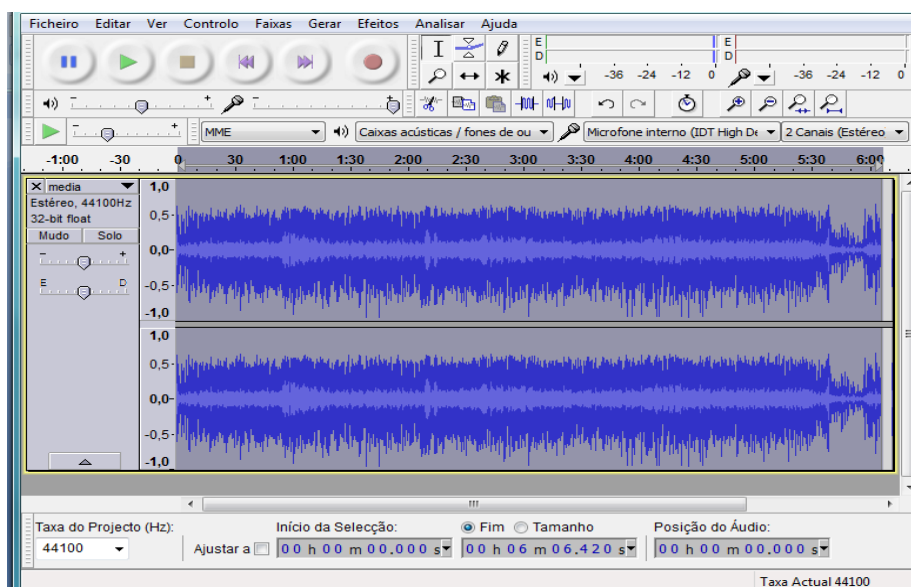 Ficheiro Editar Ver Controlo Faixas Gerar Efeitos Analisar Ajuda
E
D
-36 -24 -12 0
E
D
-36 -24 -12 0
- +
- +
- +
MME
Caixas acústicas / fones de ou
Microfone interno (IDT High De
2 Canais (Estéreo
-1:00 -30 0 30 1:00 1:30 2:00 2:30 3:00 3:30 4:00 4:30 5:00 5:30 6:00
media
Estéreo, 44100Hz
32-bit float
Mudo Solo
- +
E D
1,0
0,5
0,0
-0,5
-1,0
1,0
0,5
0,0
-0,5
-1,0
Taxa do Projecto (Hz): Início da Selecção: Fim Tamanho Posição do Áudio:
44100 Ajustar a 00 h 00 m 00.000 s 00 h 06 m 06.420 s 00 h 00 m 00.000 s
Taxa Actual 44100